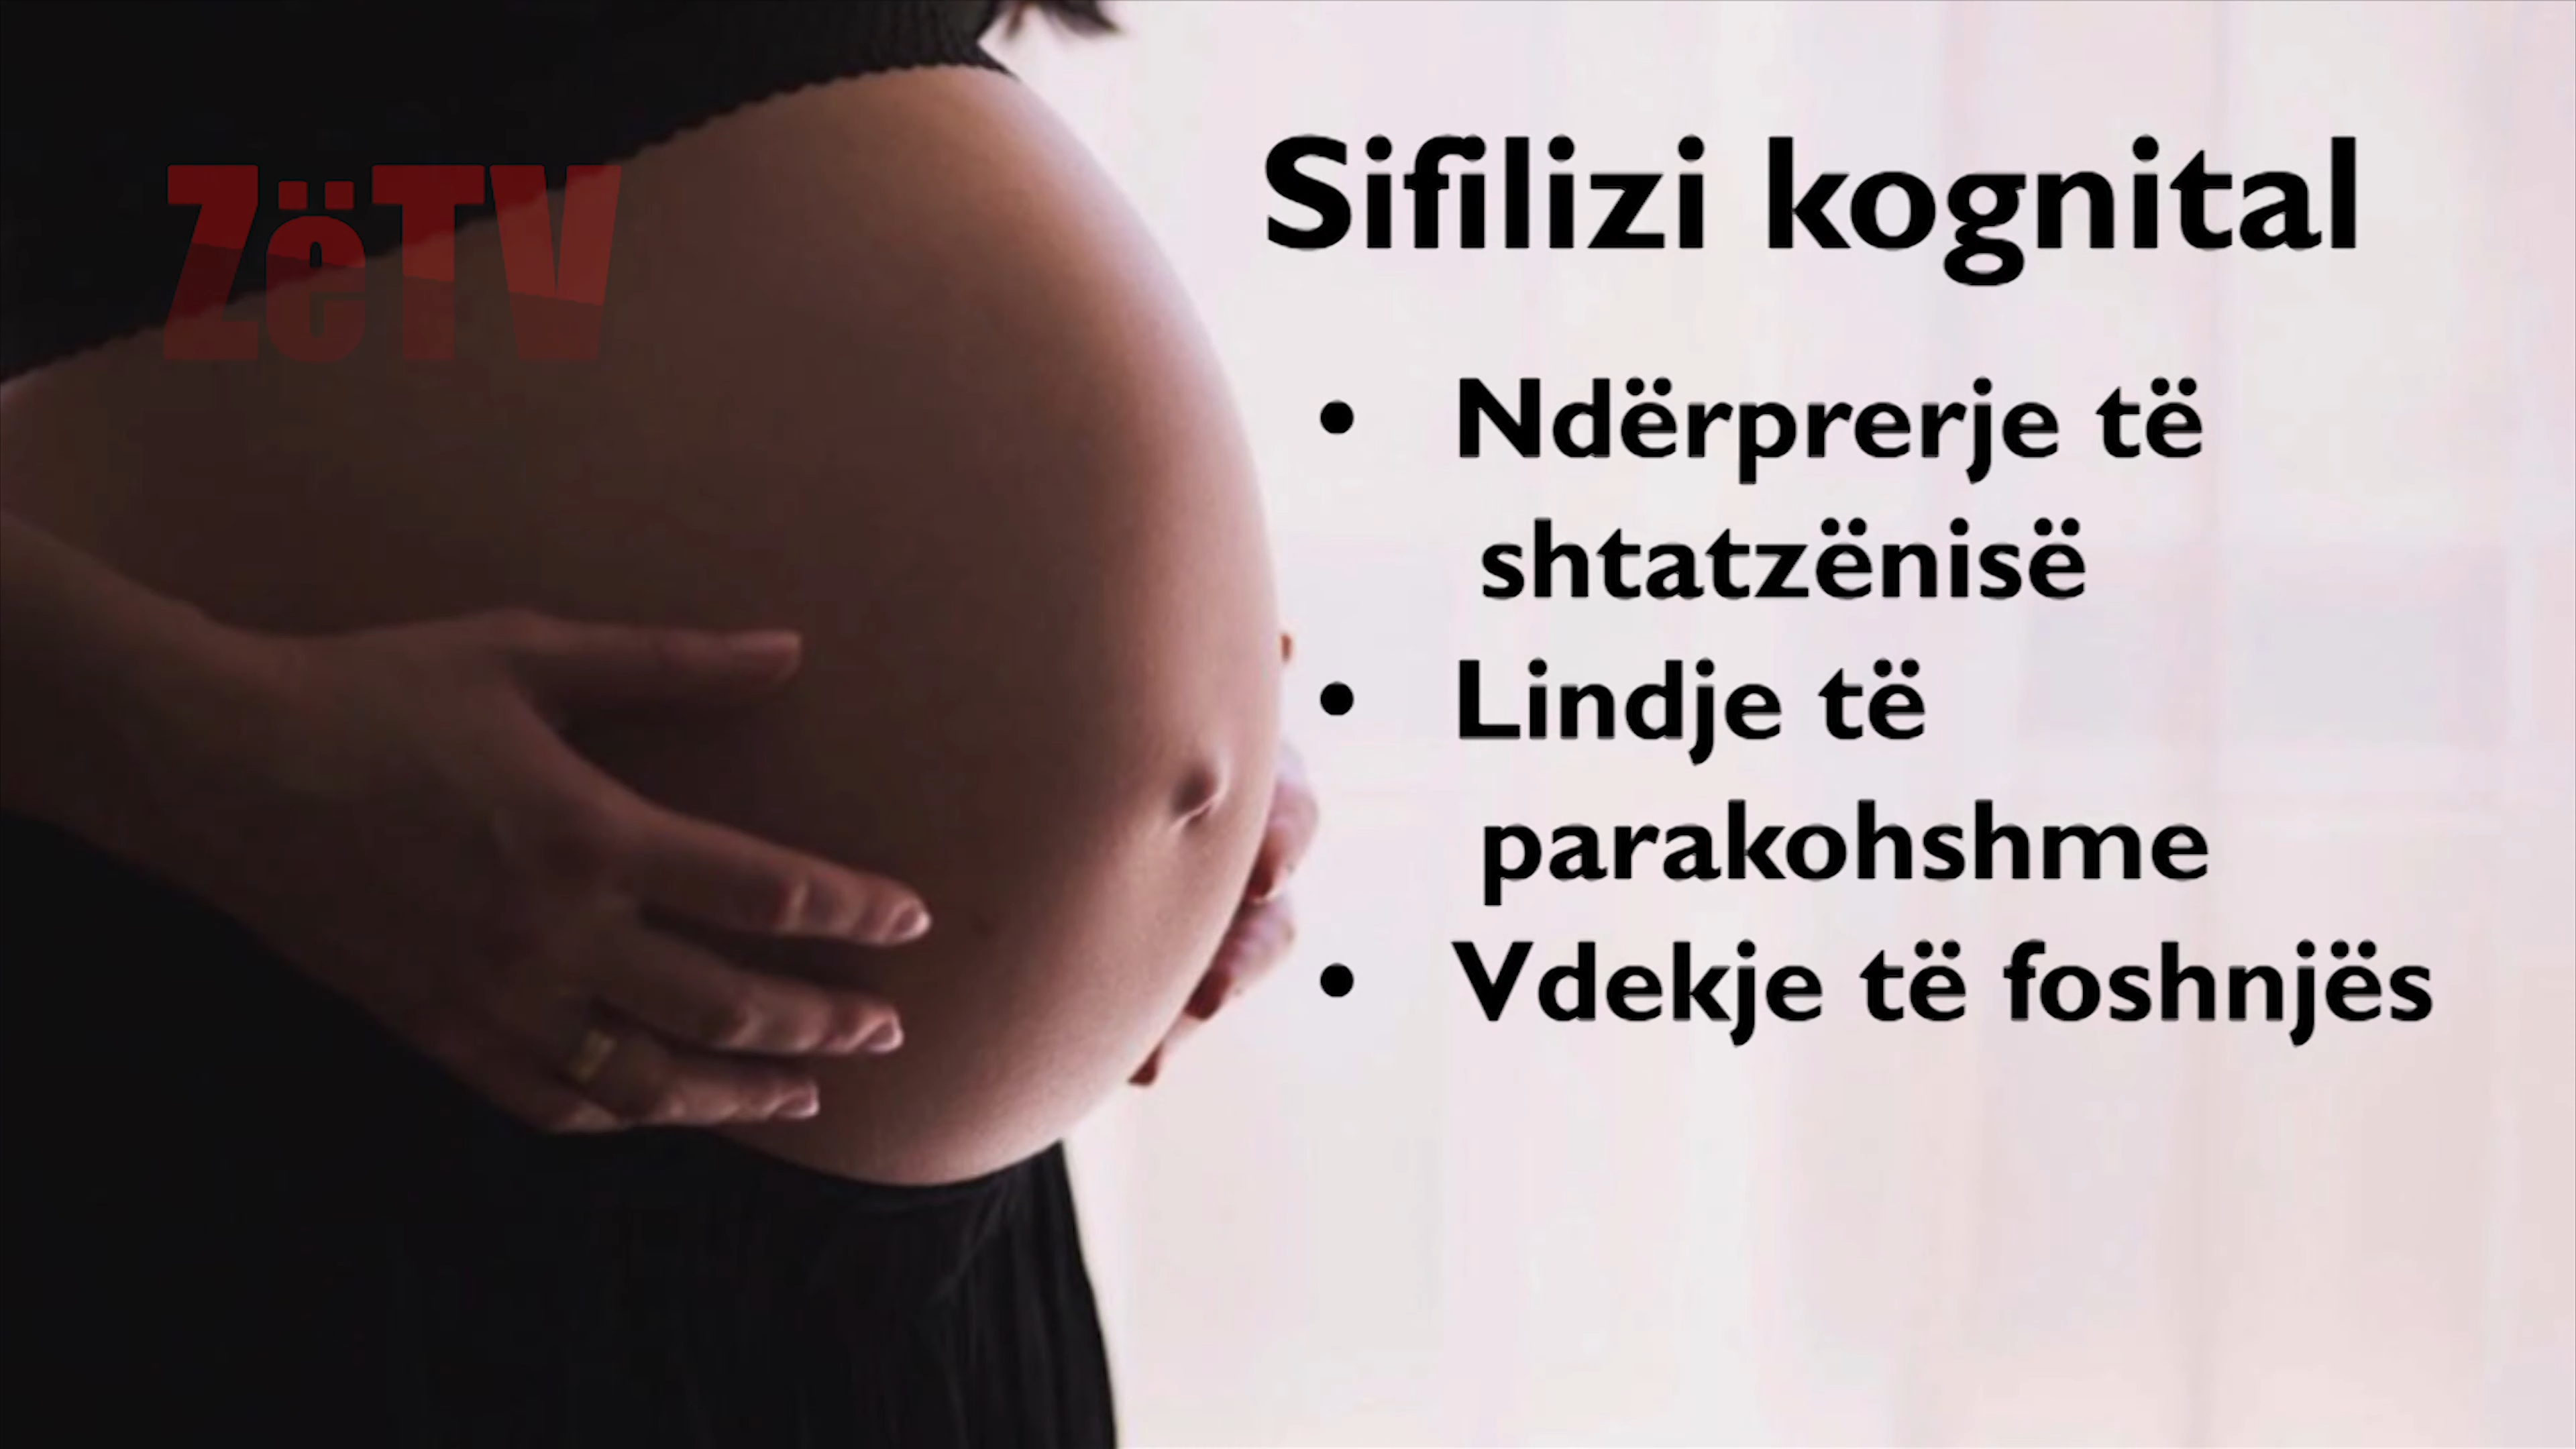 ZëTV
Sifilizi kognital
• Ndërprerje të
shtatzënisë
• Lindje të
parakohshme
• Vdekje të foshnjës